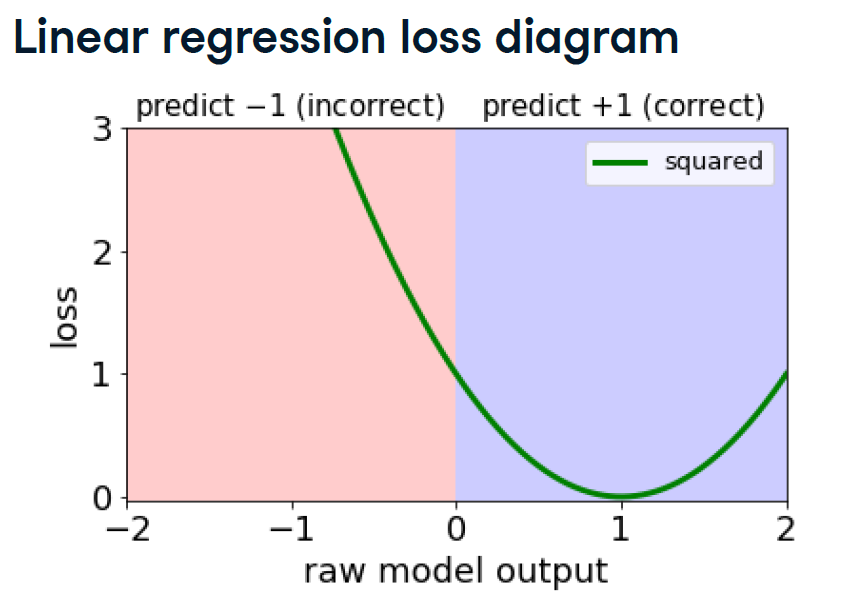 Linear regression loss diagram
predict −1 (incorrect) predict +1 (correct)
3
squared
2
loss
1
0
−2 −1 0 1 2
raw model output